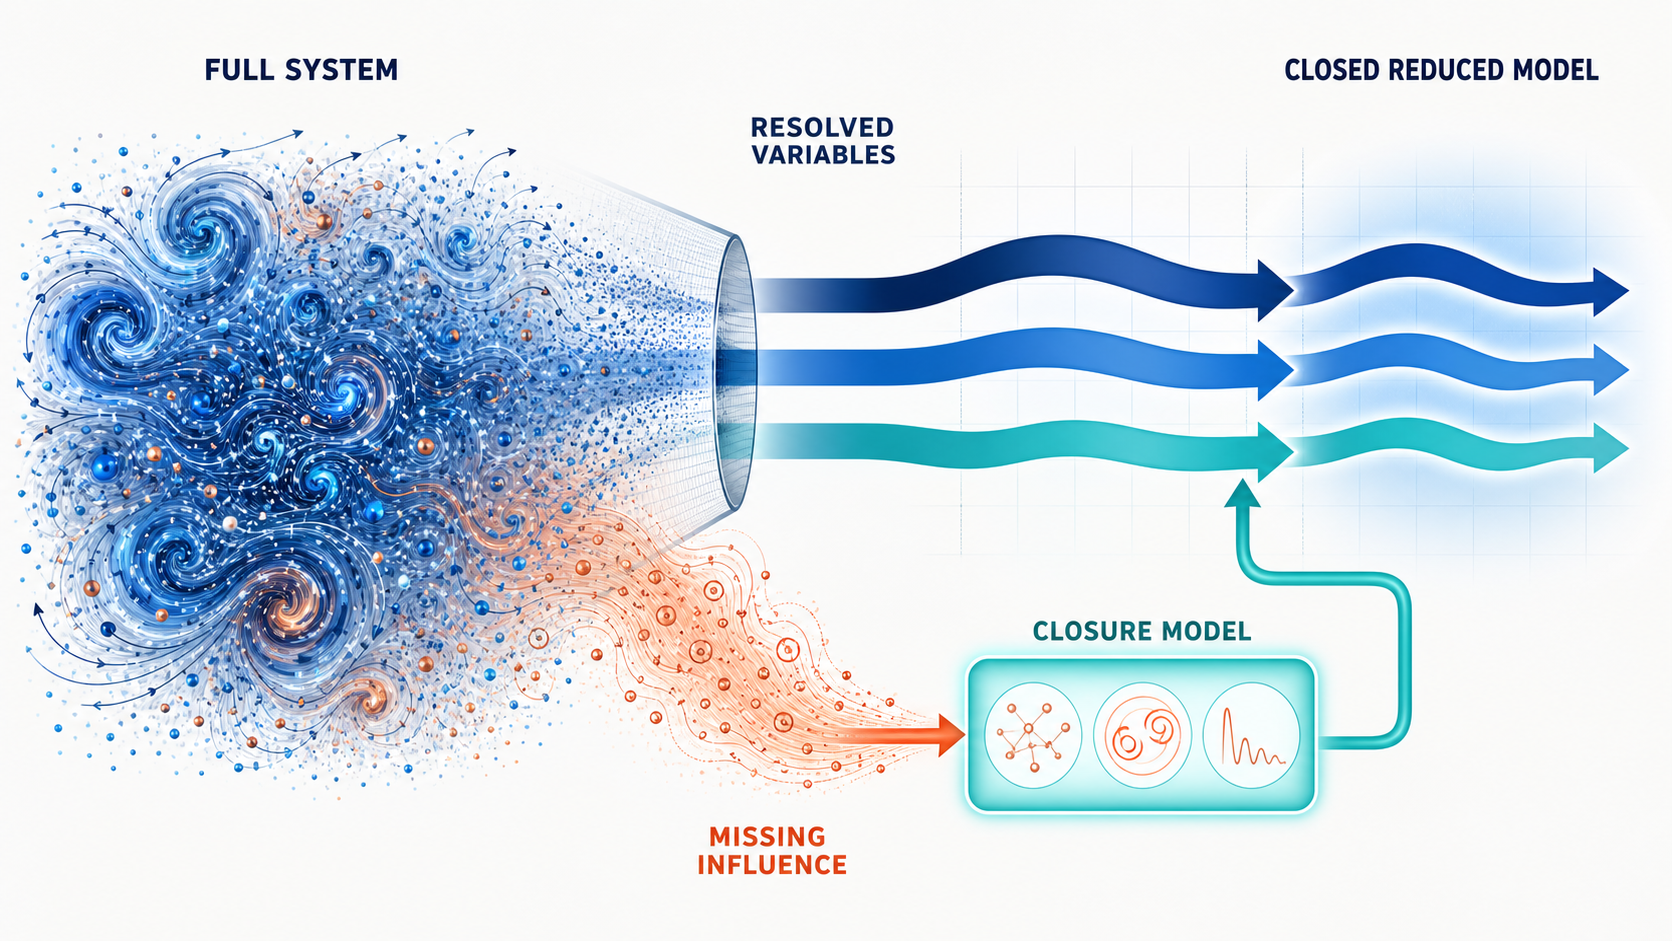 FULL SYSTEM
CLOSED REDUCED MODEL
RESOLVED
VARIABLES
CLOSURE MODEL
MISSING
INFLUENCE